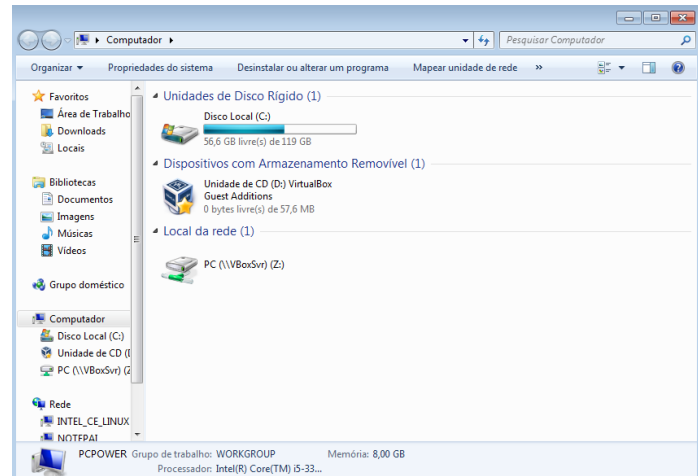 Computador
Pesquisar Computador
Organizar
Propriedades do sistema
Desinstalar ou alterar um programa
Mapear unidade de rede
»
Favoritos
Área de Trabalho
Downloads
Locais
Bibliotecas
Documentos
Imagens
Músicas
Vídeos
Grupo doméstico
Computador
Disco Local (C:)
Unidade de CD (D
PC (\\VBoxSvr) (Z
Rede
INTEL_CE_LINUX
NOTEPAI
Unidades de Disco Rígido (1)
Disco Local (C:)
56,6 GB livre(s) de 119 GB
Dispositivos com Armazenamento Removível (1)
Unidade de CD (D:) VirtualBox
Guest Additions
0 bytes livre(s) de 57,6 MB
Local da rede (1)
PC (\\VBoxSvr) (Z:)
PCPOWER Grupo de trabalho: WORKGROUP Memória: 8,00 GB
Processador: Intel(R) Core(TM) i5-33...